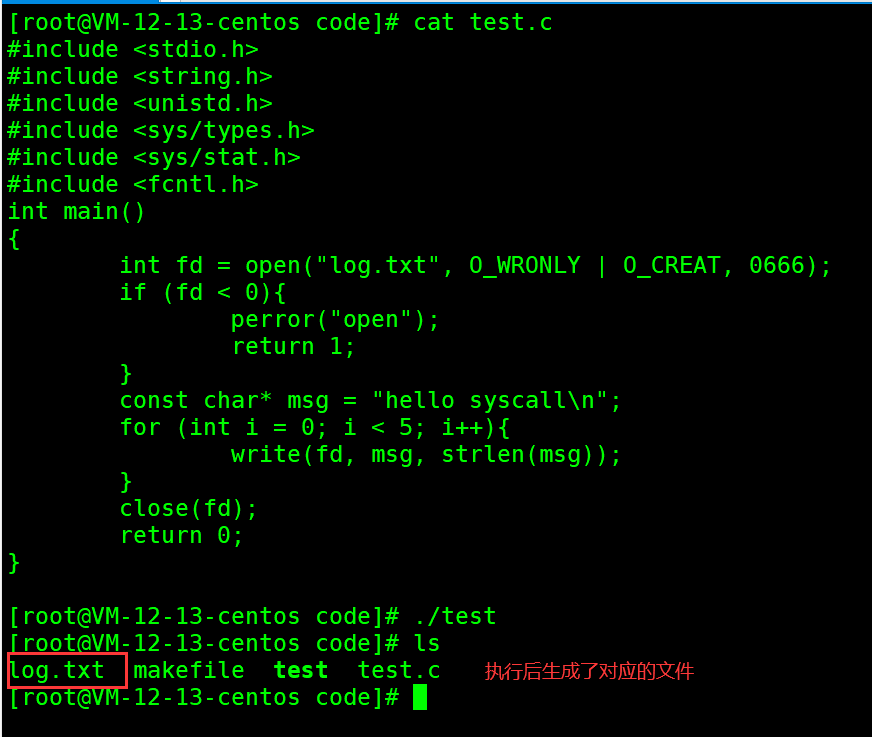 [root@VM-12-13-centos code]# cat test.c
#include <stdio.h>
#include <string.h>
#include <unistd.h>
#include <sys/types.h>
#include <sys/stat.h>
#include <fcntl.h>
int main()
{
        int fd = open("log.txt", O_WRONLY | O_CREAT, 0666);
        if (fd < 0){
                perror("open");
                return 1;
        }
        const char* msg = "hello syscall\n";
        for (int i = 0; i < 5; i++){
                write(fd, msg, strlen(msg));
        }
        close(fd);
        return 0;
}

[root@VM-12-13-centos code]# ./test
[root@VM-12-13-centos code]# ls
log.txt  makefile  test  test.c   执行后生成了对应的文件
[root@VM-12-13-centos code]#